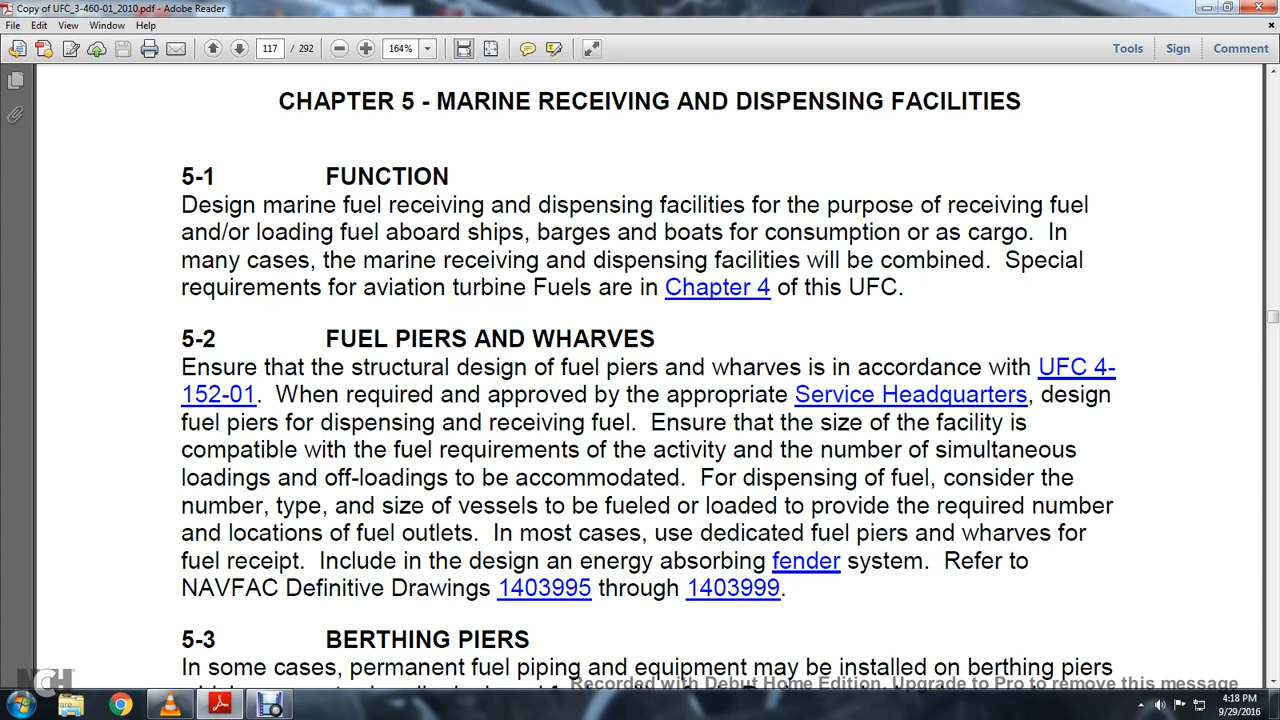 Copy of UFC_3-460-01_2010.pdf - Adobe Reader
File Edit View Window Help
117 / 292 164% Tools Sign Comment
CHAPTER 5 - MARINE RECEIVING AND DISPENSING FACILITIES
5-1 FUNCTION
Design marine fuel receiving and dispensing facilities for the purpose of receiving fuel
and/or loading fuel aboard ships, barges and boats for consumption or as cargo. In
many cases, the marine receiving and dispensing facilities will be combined. Special
requirements for aviation turbine Fuels are in Chapter 4 of this UFC.
5-2 FUEL PIERS AND WHARVES
Ensure that the structural design of fuel piers and wharves is in accordance with UFC 4-
152-01. When required and approved by the appropriate Service Headquarters, design
fuel piers for dispensing and receiving fuel. Ensure that the size of the facility is
compatible with the fuel requirements of the activity and the number of simultaneous
loadings and off-loadings to be accommodated. For dispensing of fuel, consider the
number, type, and size of vessels to be fueled or loaded to provide the required number
and locations of fuel outlets. In most cases, use dedicated fuel piers and wharves for
fuel receipt. Include in the design an energy absorbing fender system. Refer to
NAVFAC Definitive Drawings 1403995 through 1403999.
5-3 BERTHING PIERS
In some cases, permanent fuel piping and equipment may be installed on berthing piers
Recorded with Debut Home Edition. Upgrade to Pro to remove this message
NCH
4:18 PM
9/29/2016